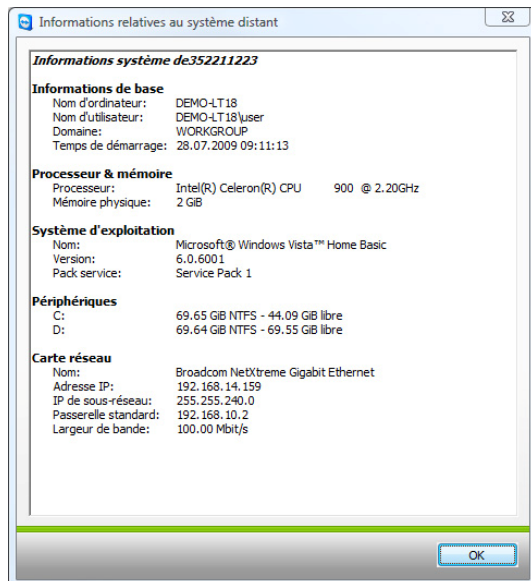 Informations relatives au système distant
Informations système de352211223
Informations de base
Nom d'ordinateur: DEMO-LT18
Nom d'utilisateur: DEMO-LT18\user
Domaine: WORKGROUP
Temps de démarrage: 28.07.2009 09:11:13
Processeur & mémoire
Processeur: Intel(R) Celeron(R) CPU 900 @ 2.20GHz
Mémoire physique: 2 GiB
Système d'exploitation
Nom: Microsoft® Windows Vista™ Home Basic
Version: 6.0.6001
Pack service: Service Pack 1
Périphériques
C: 69.65 GiB NTFS - 44.09 GiB libre
D: 69.64 GiB NTFS - 69.55 GiB libre
Carte réseau
Nom: Broadcom NetXtreme Gigabit Ethernet
Adresse IP: 192.168.14.159
IP de sous-réseau: 255.255.240.0
Passerelle standard: 192.168.10.2
Largeur de bande: 100.00 Mbit/s
OK